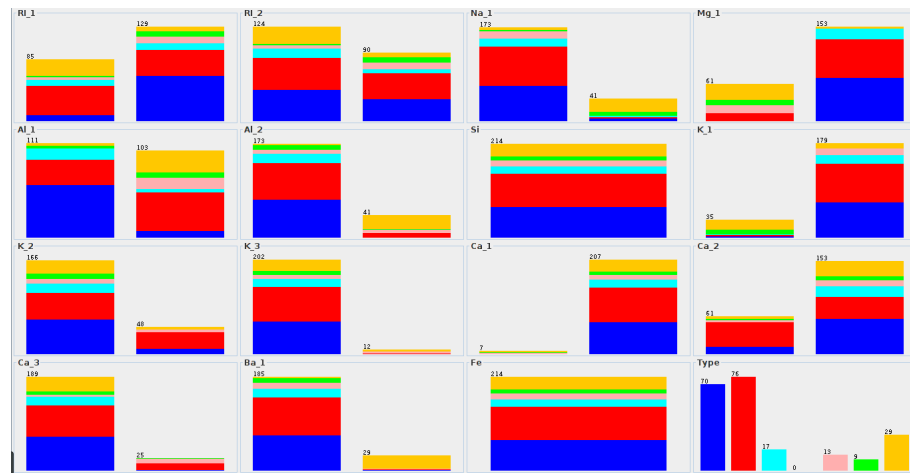 RI_1
RI_2
Na_1
Mg_1
85
129
124
90
173
41
61
153
Al_1
Al_2
Si
K_1
111
103
173
41
214
35
179
K_2
K_3
Ca_1
Ca_2
166
48
202
12
7
207
61
153
Ca_3
Ba_1
Fe
Type
189
25
185
29
214
70
76
17
0
13
9
29